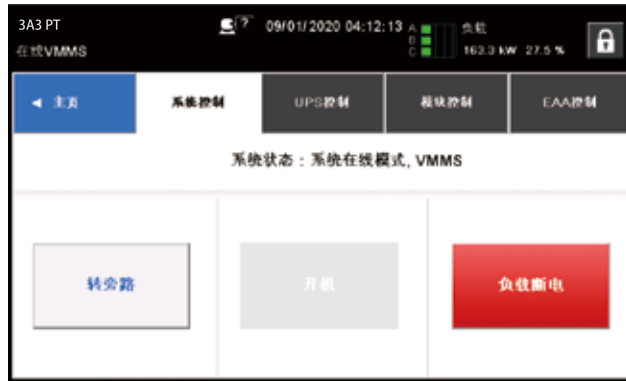 3A3 PT
09/01/2020 04:12:13
A
B
C
负载
163.3 kW 27.5 %
在线VMMS
◄ 主页
系统控制
UPS控制
模块控制
EAA控制
系统状态：系统在线模式, VMMS
转旁路
开机
负载断电